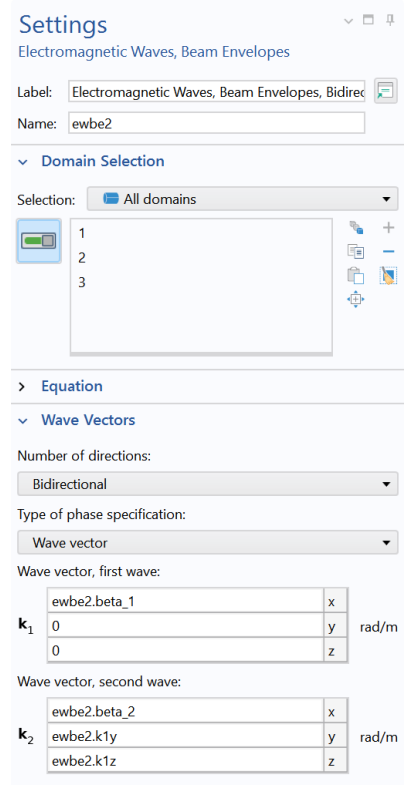 Settings
Electromagnetic Waves, Beam Envelopes
Label: Electromagnetic Waves, Beam Envelopes, Bidirec
Name: ewbe2
Domain Selection
Selection: All domains
1
2
3
Equation
Wave Vectors
Number of directions:
Bidirectional
Type of phase specification:
Wave vector
Wave vector, first wave:
ewbe2.beta_1 x
k1 0 y rad/m
0 z
Wave vector, second wave:
ewbe2.beta_2 x
k2 ewbe2.k1y y rad/m
ewbe2.k1z z